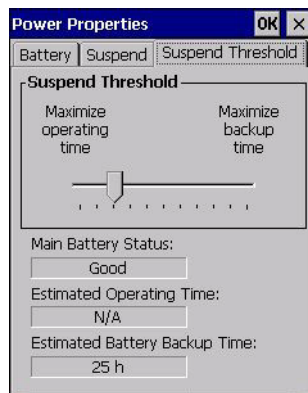 Power Properties OK ×
Battery Suspend Suspend Threshold
Suspend Threshold
Maximize Maximize
operating backup
time time
Main Battery Status:
Good
Estimated Operating Time:
N/A
Estimated Battery Backup Time:
25 h